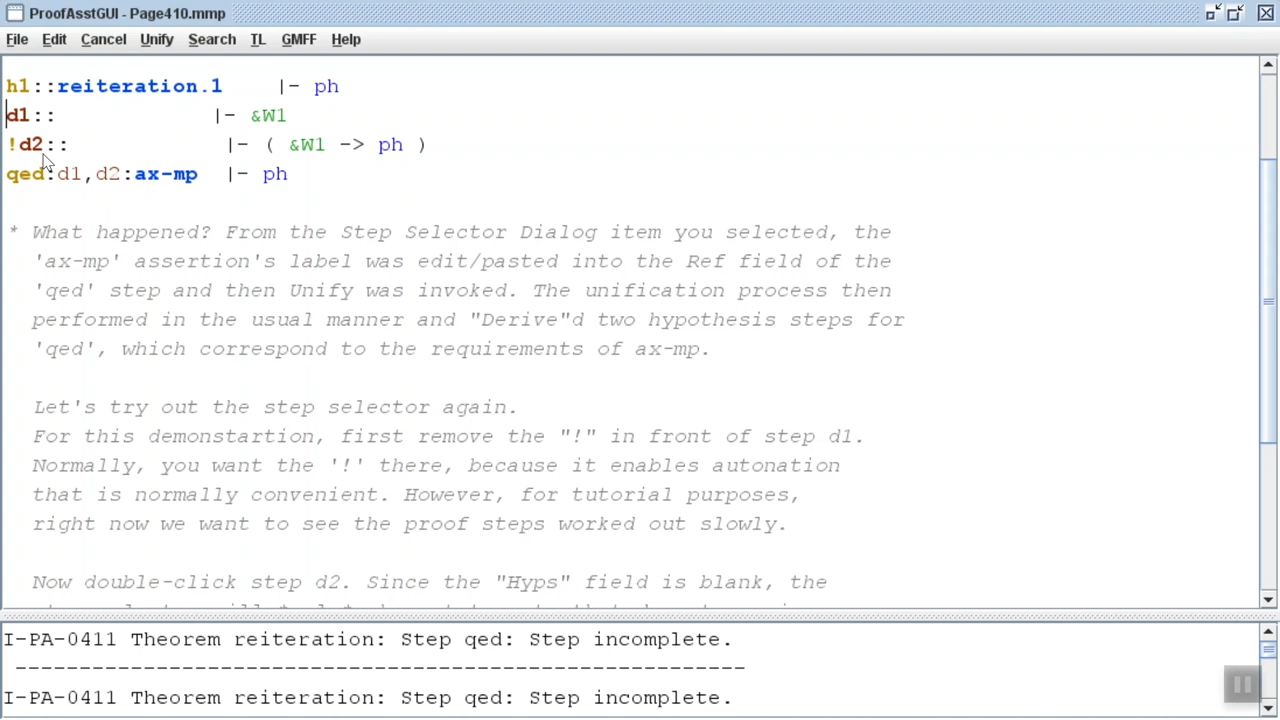 ProofAsstGUI - Page410.mmp
File Edit Cancel Unify Search TL GMFF Help
h1::reiteration.1 |- ph
d1:: |- &W1
!d2:: |- ( &W1 -> ph )
qed:d1,d2:ax-mp |- ph
* What happened? From the Step Selector Dialog item you selected, the
'ax-mp' assertion's label was edit/pasted into the Ref field of the
'qed' step and then Unify was invoked. The unification process then
performed in the usual manner and "Derive"d two hypothesis steps for
'qed', which correspond to the requirements of ax-mp.
Let's try out the step selector again.
For this demonstartion, first remove the "!" in front of step d1.
Normally, you want the '!' there, because it enables autonation
that is normally convenient. However, for tutorial purposes,
right now we want to see the proof steps worked out slowly.
Now double-click step d2. Since the "Hyps" field is blank, the
I-PA-0411 Theorem reiteration: Step qed: Step incomplete.
---------------------------------------------------------
I-PA-0411 Theorem reiteration: Step qed: Step incomplete.